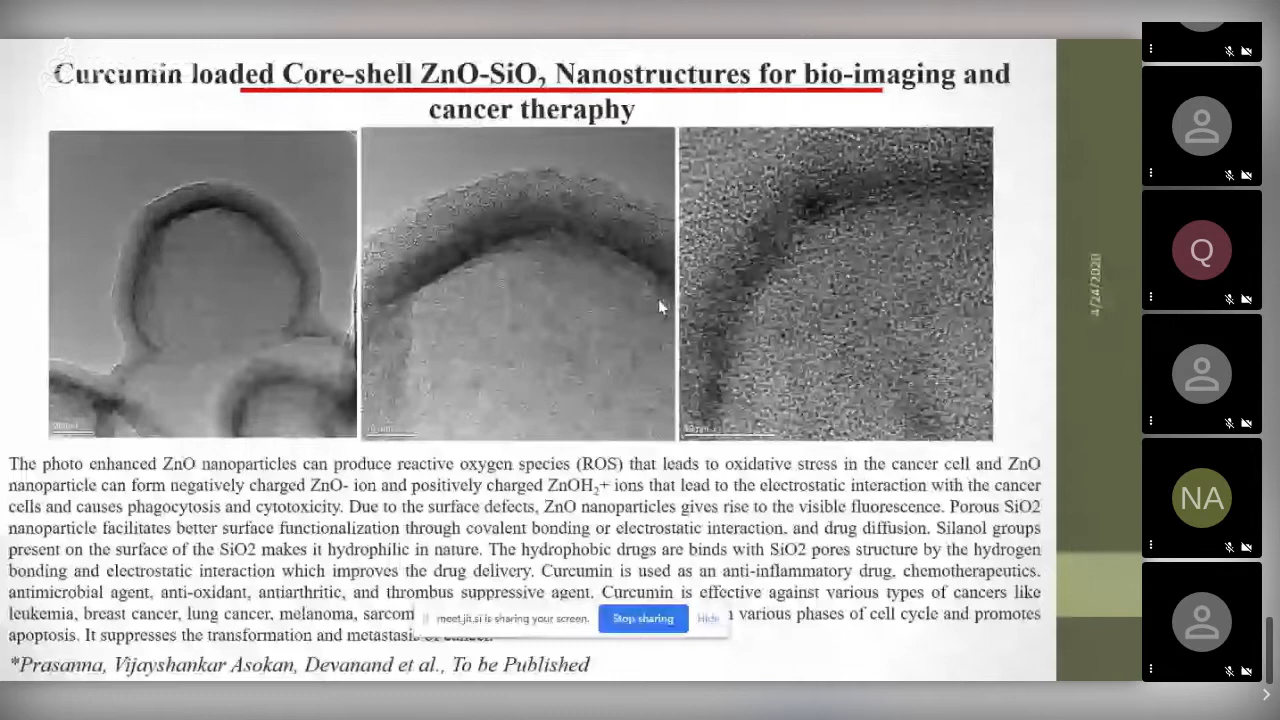 Curcumin loaded Core-shell ZnO-SiO₂ Nanostructures for bio-imaging and
cancer theraphy
4/24/2020
Q
The photo enhanced ZnO nanoparticles can produce reactive oxygen species (ROS) that leads to oxidative stress in the cancer cell and ZnO
nanoparticle can form negatively charged ZnO- ion and positively charged ZnOH₂+ ions that lead to the electrostatic interaction with the cancer
cells and causes phagocytosis and cytotoxicity. Due to the surface defects, ZnO nanoparticles gives rise to the visible fluorescence. Porous SiO2
nanoparticle facilitates better surface functionalization through covalent bonding or electrostatic interaction, and drug diffusion. Silanol groups
present on the surface of the SiO2 makes it hydrophilic in nature. The hydrophobic drugs are binds with SiO2 pores structure by the hydrogen
bonding and electrostatic interaction which improves the drug delivery. Curcumin is used as an anti-inflammatory drug, chemotherapeutics,
antimicrobial agent, anti-oxidant, antiarthritic, and thrombus suppressive agent. Curcumin is effective against various types of cancers like
leukemia, breast cancer, lung cancer, melanoma, sarcom various phases of cell cycle and promotes
apoptosis. It suppresses the transformation and metastasis of cancer.
meet.jit.si is sharing your screen.
Stop sharing
Hide
NA
*Prasanna, Vijayshankar Asokan, Devanand et al., To be Published